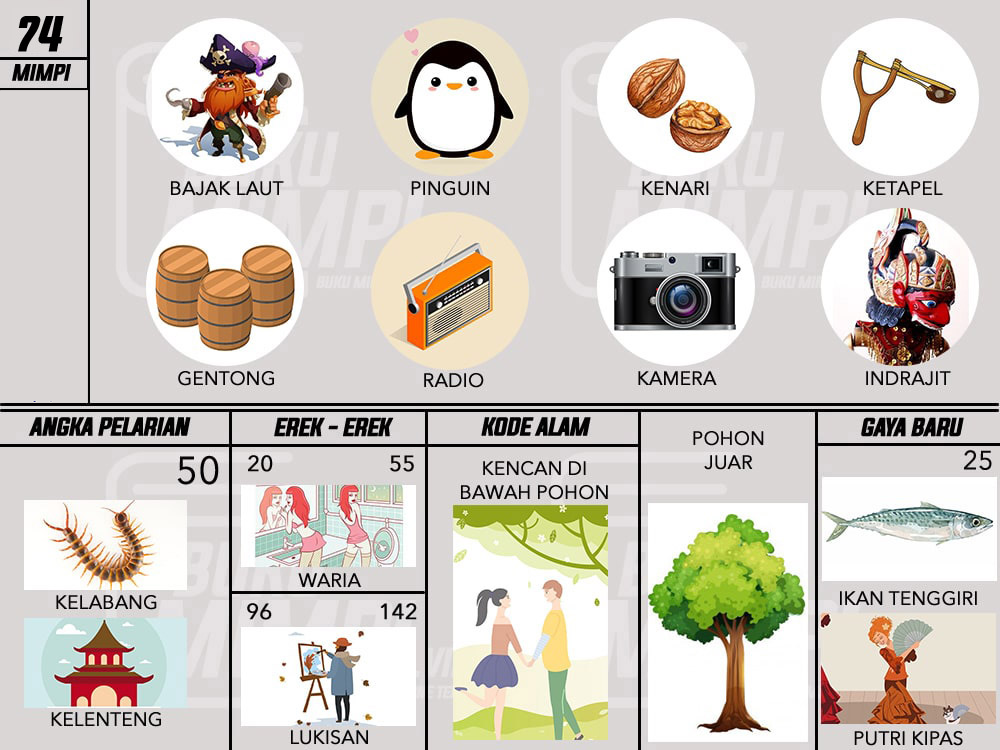 74
MIMPI
BAJAK LAUT
PINGUIN
KENARI
KETAPEL
GENTONG
RADIO
KAMERA
INDRAJIT
ANGKA PELARIAN
50
KELABANG
KELENTENG
EREK - EREK
20 55
WARIA
96 142
LUKISAN
KODE ALAM
KENCAN DI
BAWAH POHON
POHON
JUAR
GAYA BARU
25
IKAN TENGGIRI
PUTRI KIPAS